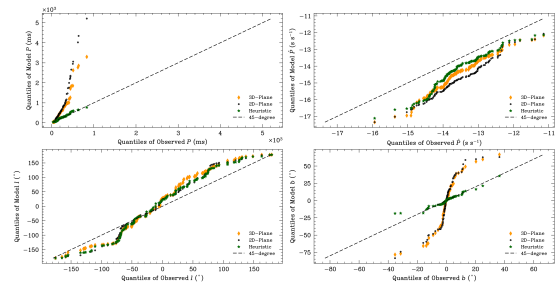 ×10³
5
4
3
2
1
0
0 1 2 3 4 5
×10³
Quantiles of Model P (ms)
Quantiles of Observed P (ms)
3D-Plane
2D-Plane
Heuristic
45-degree
−11
−12
−13
−14
−15
−16
−17
−17 −16 −15 −14 −13 −12 −11
Quantiles of Model Ṗ (s s⁻¹)
Quantiles of Observed Ṗ (s s⁻¹)
3D-Plane
2D-Plane
Heuristic
45-degree
150
100
50
0
−50
−100
−150
−150 −100 −50 0 50 100 150
Quantiles of Model l (°)
Quantiles of Observed l (°)
3D-Plane
2D-Plane
Heuristic
45-degree
50
25
0
−25
−50
−75
−80 −60 −40 −20 0 20 40 60
Quantiles of Model b (°)
Quantiles of Observed b (°)
3D-Plane
2D-Plane
Heuristic
45-degree